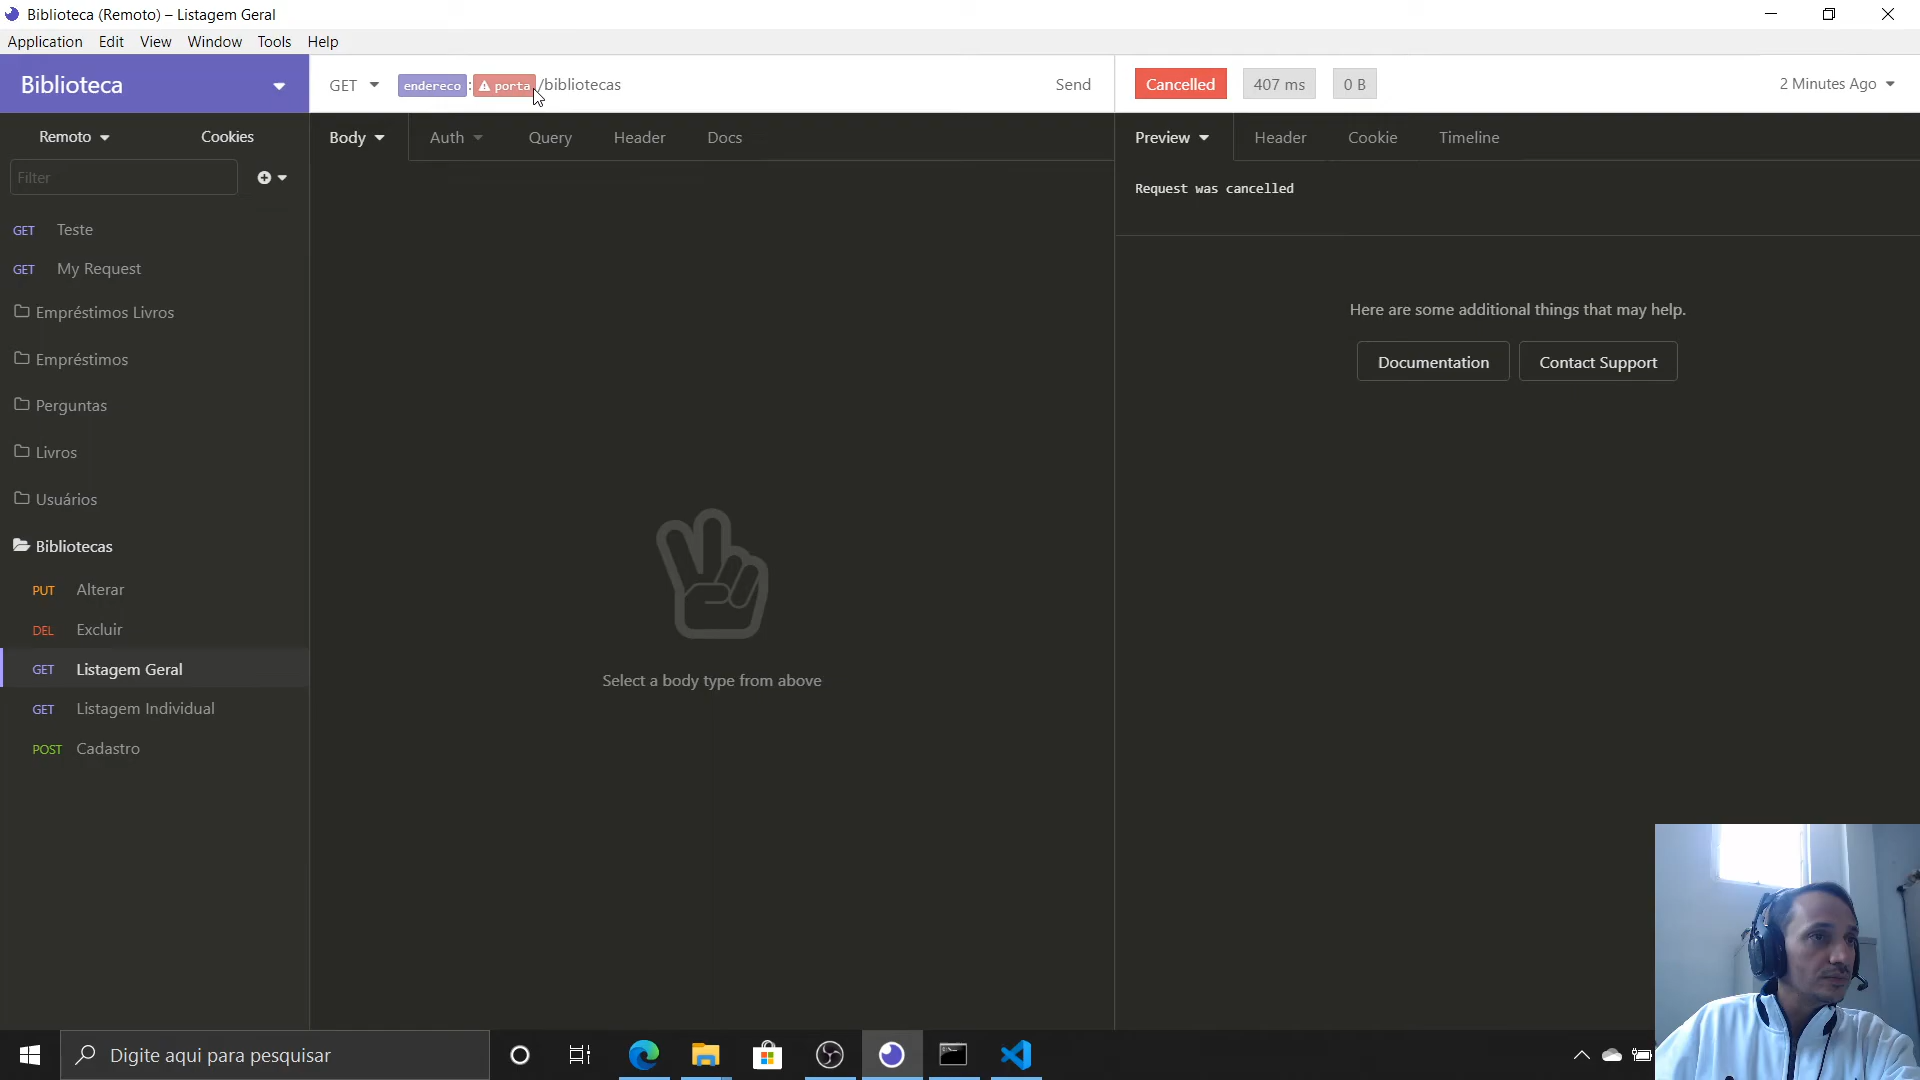 Biblioteca (Remoto) – Listagem Geral
Application Edit View Window Tools Help
Biblioteca
GET endereco : porta /bibliotecas Send
Cancelled 407 ms 0 B 2 Minutes Ago
Remoto Cookies
Body Auth Query Header Docs
Preview Header Cookie Timeline
Filter
Request was cancelled
GET Teste
GET My Request
Empréstimos Livros
Empréstimos
Perguntas
Livros
Usuários
Bibliotecas
PUT Alterar
DEL Excluir
GET Listagem Geral
GET Listagem Individual
POST Cadastro
Select a body type from above
Here are some additional things that may help.
Documentation Contact Support
Digite aqui para pesquisar